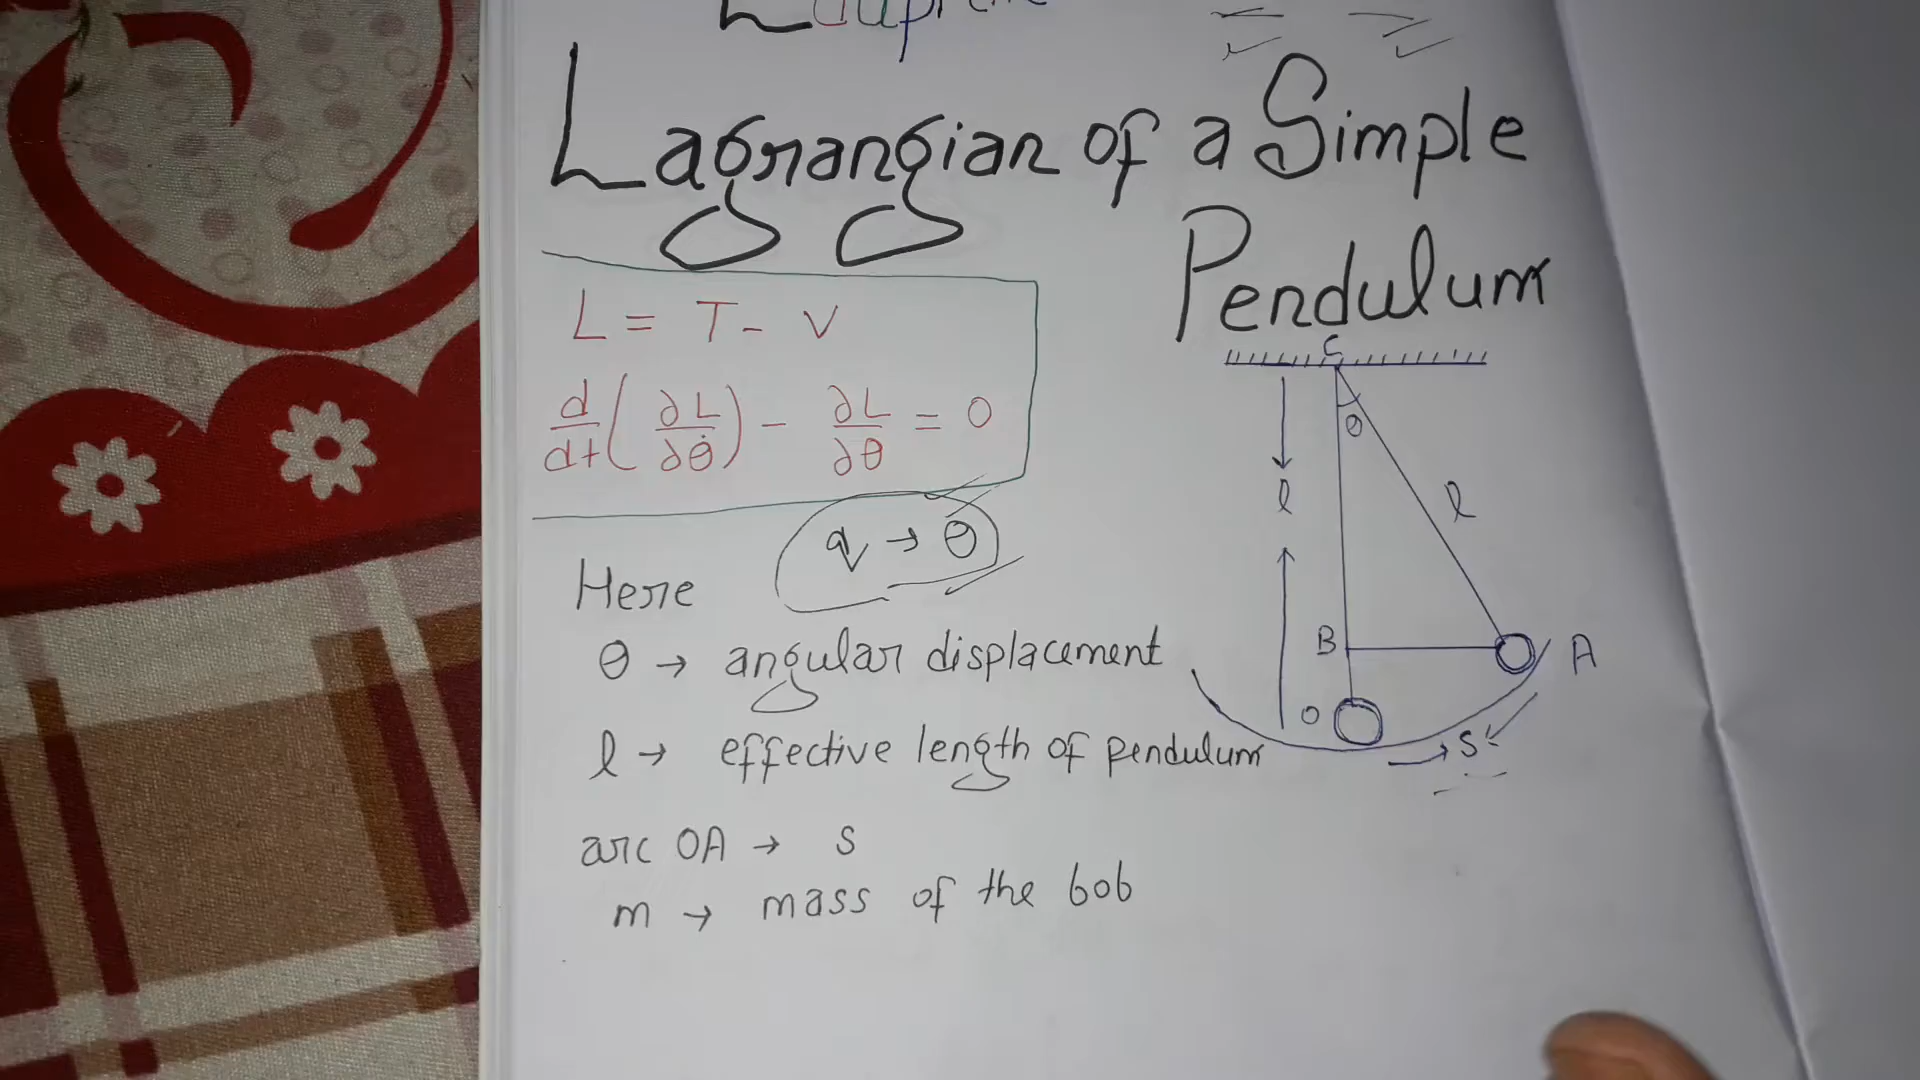 Lagrangian of a Simple
Pendulum
L = T - V
d/dt (∂L/∂θ̇) - ∂L/∂θ = 0
q → θ
Here
θ → angular displacement
l → effective length of pendulum
arc OA → s
m → mass of the bob
C
θ
l
l
B
A
O
→ s